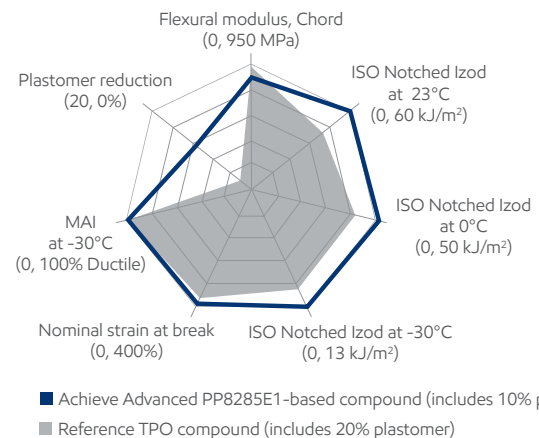 Flexural modulus, Chord
(0, 950 MPa)
ISO Notched Izod
at 23°C
(0, 60 kJ/m²)
Plastomer reduction
(20, 0%)
ISO Notched Izod
at 0°C
(0, 50 kJ/m²)
MAI
at -30°C
(0, 100% Ductile)
Nominal strain at break
(0, 400%)
ISO Notched Izod at -30°C
(0, 13 kJ/m²)
Achieve Advanced PP8285E1-based compound (includes 10% p
Reference TPO compound (includes 20% plastomer)